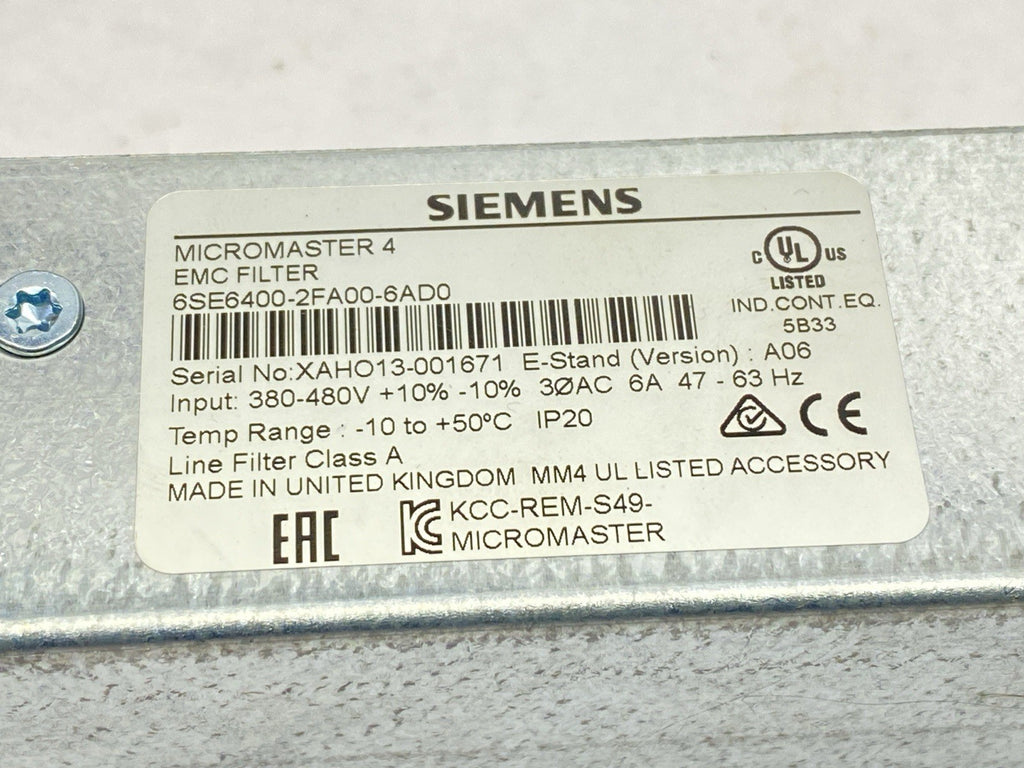 SIEMENS
MICROMASTER 4
EMC FILTER
6SE6400-2FA00-6AD0
C UL US
LISTED
IND.CONT.EQ.
5B33
Serial No:XAHO13-001671 E-Stand (Version) : A06
Input: 380-480V +10% -10% 3ØAC 6A 47 - 63 Hz
Temp Range : -10 to +50°C IP20
CE
Line Filter Class A
MADE IN UNITED KINGDOM MM4 UL LISTED ACCESSORY
EAC
KC
KCC-REM-S49-
MICROMASTER